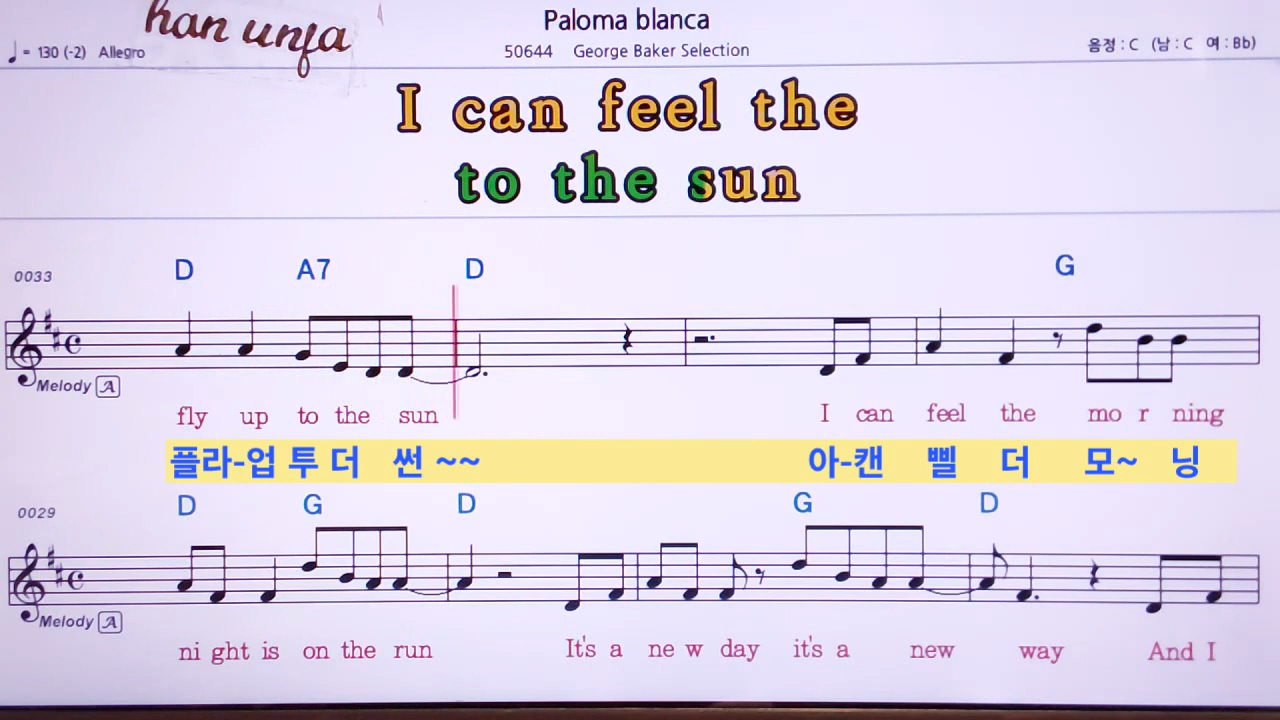 han unfa
Paloma blanca
♩ = 130 (-2) Allegro
50644 George Baker Selection
음정 : C (남 : C 여 : Bb)
I can feel the
to the sun
0033 D A7 D G
Melody A
fly up to the sun I can feel the mo r ning
플라-업 투 더 썬 ~~ 아-캔 삘 더 모~ 닝
0029 D G D G D
Melody A
ni ght is on the run It's a ne w day it's a new way And I